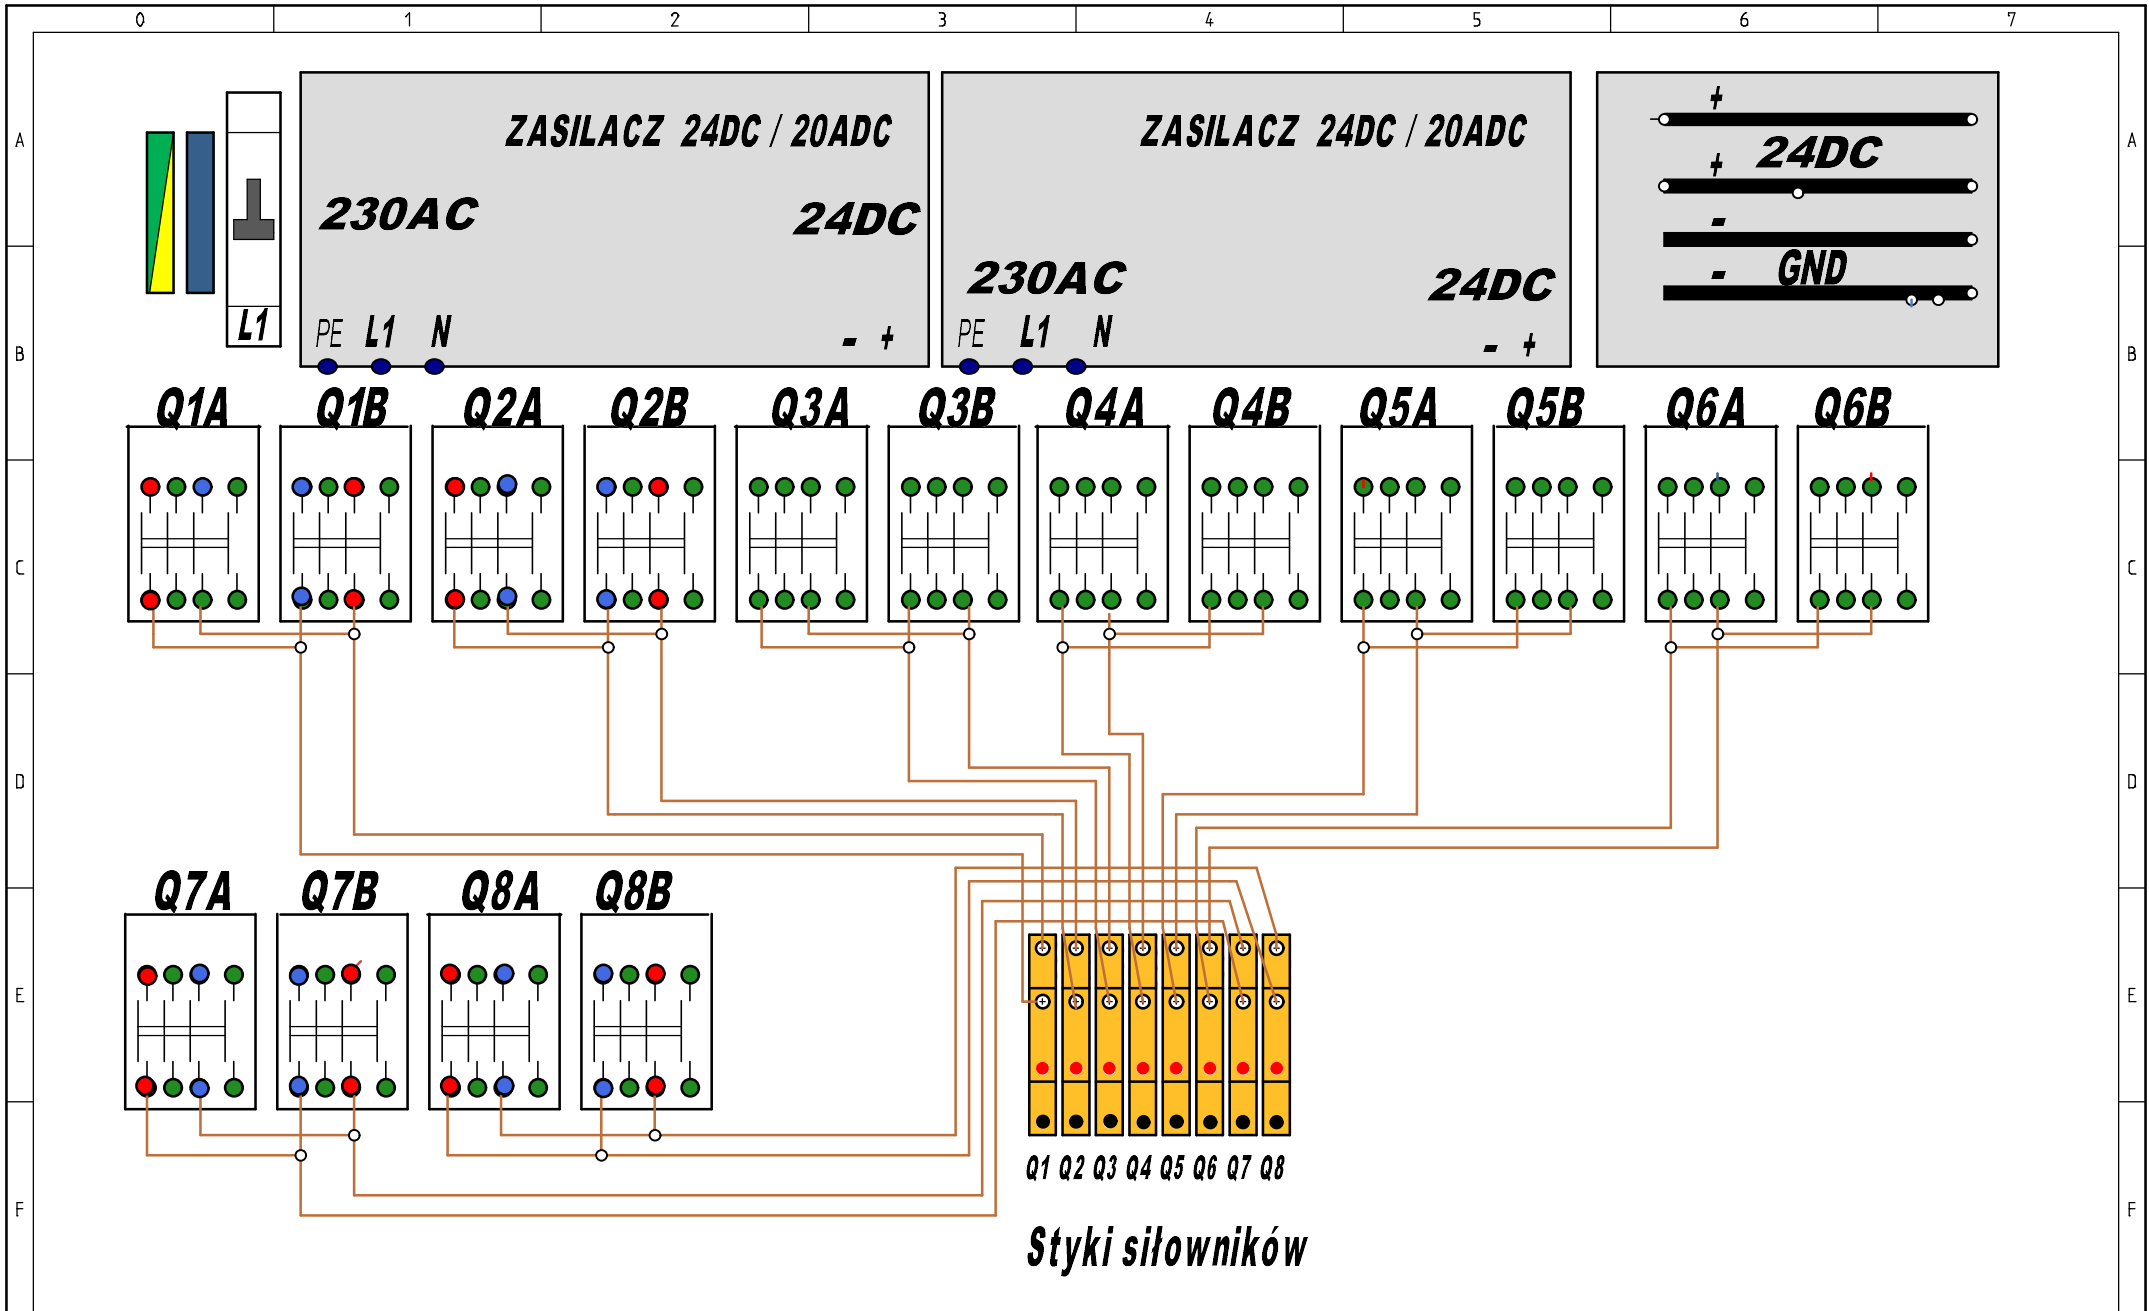 0 1 2 3 4 5 6 7
A A
ZASILACZ 24DC / 20ADC
230AC
24DC
PE L1 N - +
ZASILACZ 24DC / 20ADC
230AC
24DC
PE L1 N - +
+
24DC
+
-
GND
-
L1
B B
Q1A Q1B Q2A Q2B Q3A Q3B Q4A Q4B Q5A Q5B Q6A Q6B
C C
D D
Q7A Q7B Q8A Q8B
E E
Q1 Q2 Q3 Q4 Q5 Q6 Q7 Q8
F F
Styki siłowników